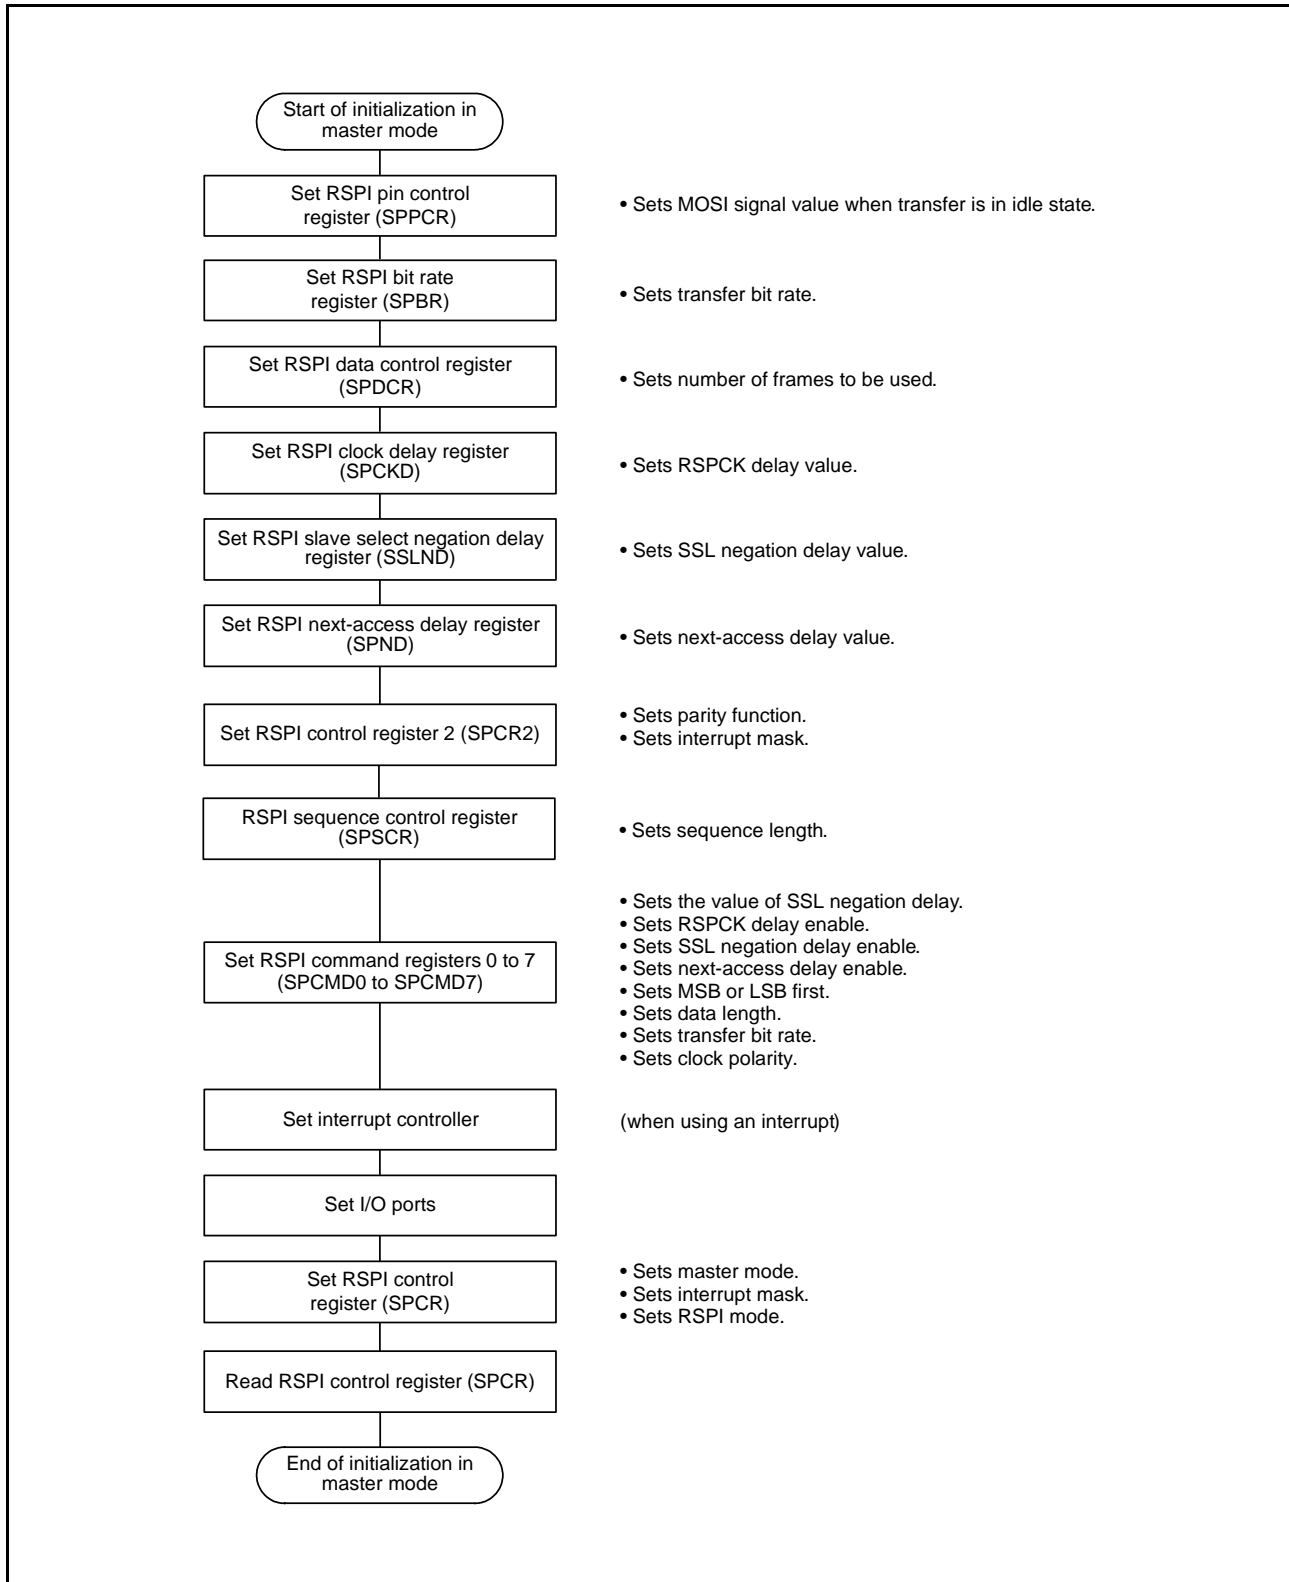 Start of initialization in
master mode
Set RSPI pin control
register (SPPCR)
• Sets MOSI signal value when transfer is in idle state.
Set RSPI bit rate
register (SPBR)
• Sets transfer bit rate.
Set RSPI data control register
(SPDCR)
• Sets number of frames to be used.
Set RSPI clock delay register
(SPCKD)
• Sets RSPCK delay value.
Set RSPI slave select negation delay
register (SSLND)
• Sets SSL negation delay value.
Set RSPI next-access delay register
(SPND)
• Sets next-access delay value.
Set RSPI control register 2 (SPCR2)
• Sets parity function.
• Sets interrupt mask.
RSPI sequence control register
(SPSCR)
• Sets sequence length.
Set RSPI command registers 0 to 7
(SPCMD0 to SPCMD7)
• Sets the value of SSL negation delay.
• Sets RSPCK delay enable.
• Sets SSL negation delay enable.
• Sets next-access delay enable.
• Sets MSB or LSB first.
• Sets data length.
• Sets transfer bit rate.
• Sets clock polarity.
Set interrupt controller
(when using an interrupt)
Set I/O ports
Set RSPI control
register (SPCR)
• Sets master mode.
• Sets interrupt mask.
• Sets RSPI mode.
Read RSPI control register (SPCR)
End of initialization in
master mode